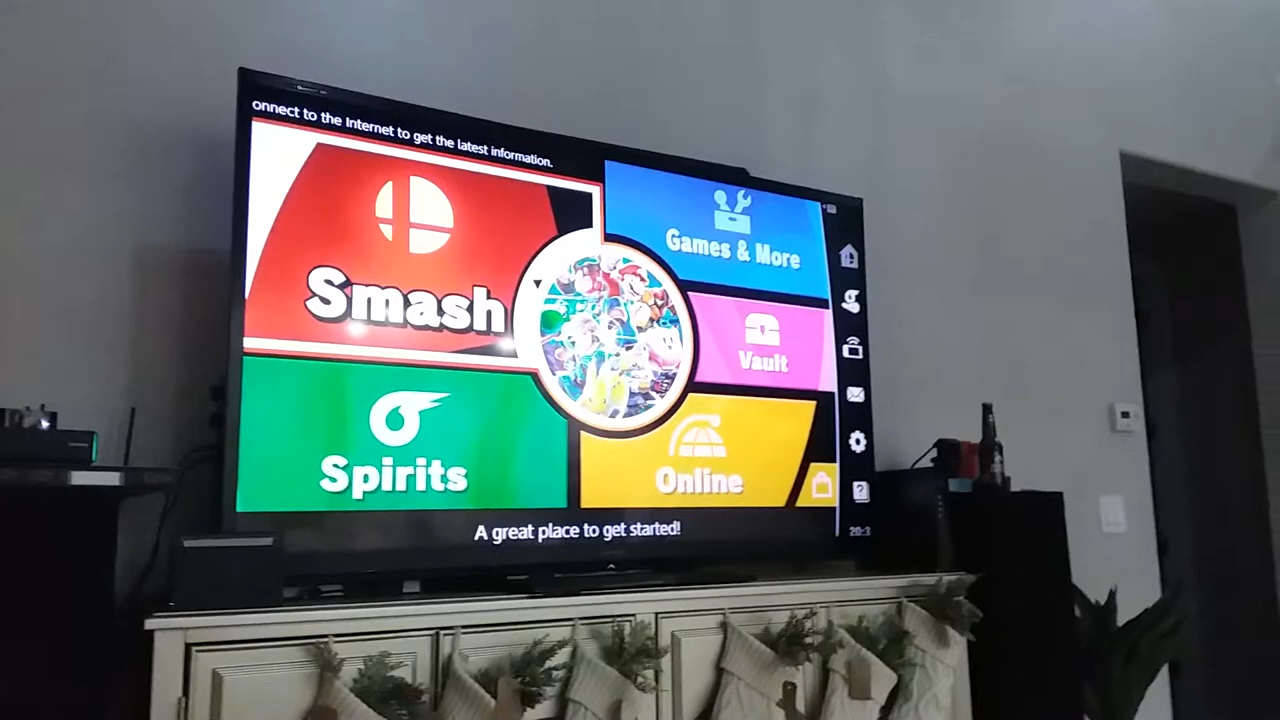 onnect to the Internet to get the latest information.
Smash
Games & More
Vault
Spirits
Online
A great place to get started!
20:3